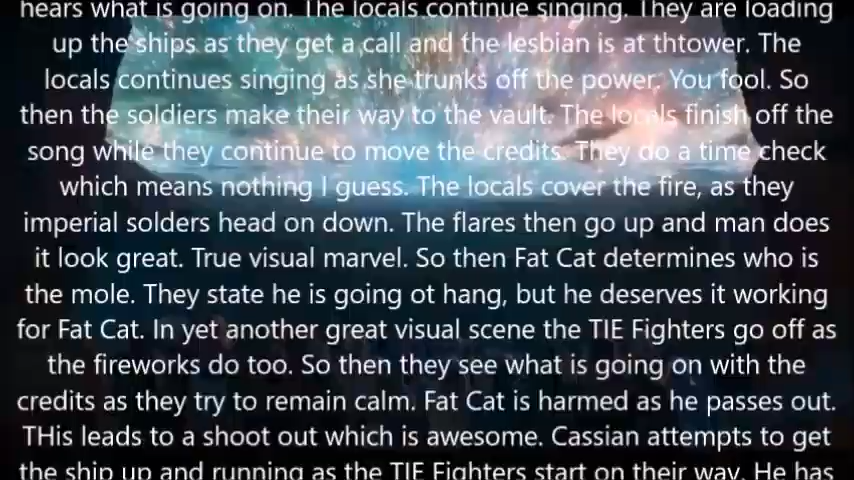 hears what is going on. The locals continue singing. They are loading
up the ships as they get a call and the lesbian is at thtower. The
locals continues singing as she trunks off the power. You fool. So
then the soldiers make their way to the vault. The locals finish off the
song while they continue to move the credits. They do a time check
which means nothing I guess. The locals cover the fire, as they
imperial solders head on down. The flares then go up and man does
it look great. True visual marvel. So then Fat Cat determines who is
the mole. They state he is going ot hang, but he deserves it working
for Fat Cat. In yet another great visual scene the TIE Fighters go off as
the fireworks do too. So then they see what is going on with the
credits as they try to remain calm. Fat Cat is harmed as he passes out.
THis leads to a shoot out which is awesome. Cassian attempts to get
the ship up and running as the TIE Fighters start on their way. He has